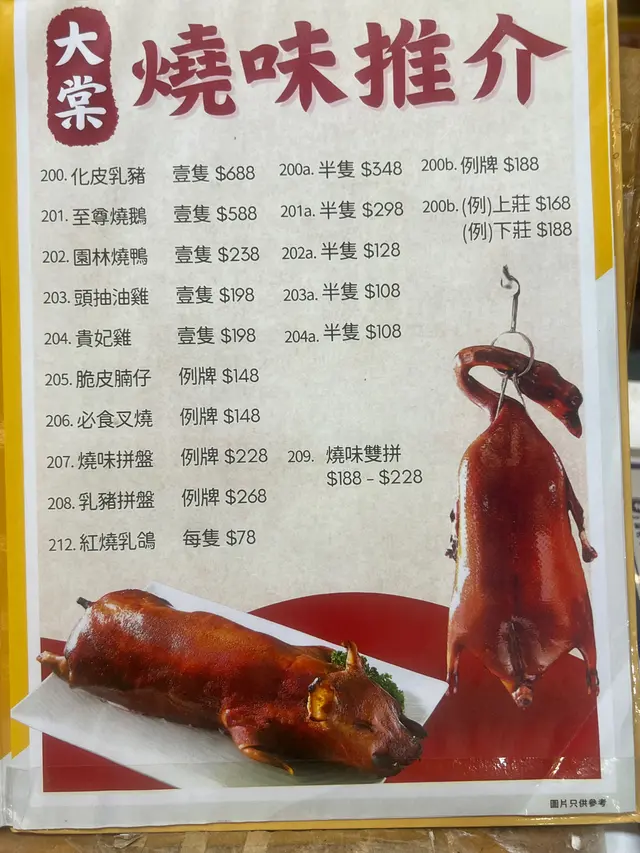 大棠
燒味推介
200. 化皮乳豬 壹隻 $688 200a. 半隻 $348 200b. 例牌 $188
201. 至尊燒鵝 壹隻 $588 201a. 半隻 $298 200b. (例)上莊 $168
(例)下莊 $188
202. 園林燒鴨 壹隻 $238 202a. 半隻 $128
203. 頭抽油雞 壹隻 $198 203a. 半隻 $108
204. 貴妃雞 壹隻 $198 204a. 半隻 $108
205. 脆皮腩仔 例牌 $148
206. 必食叉燒 例牌 $148
207. 燒味拼盤 例牌 $228 209. 燒味雙拼
$188 - $228
208. 乳豬拼盤 例牌 $268
212. 紅燒乳鴿 每隻 $78
圖片只供參考